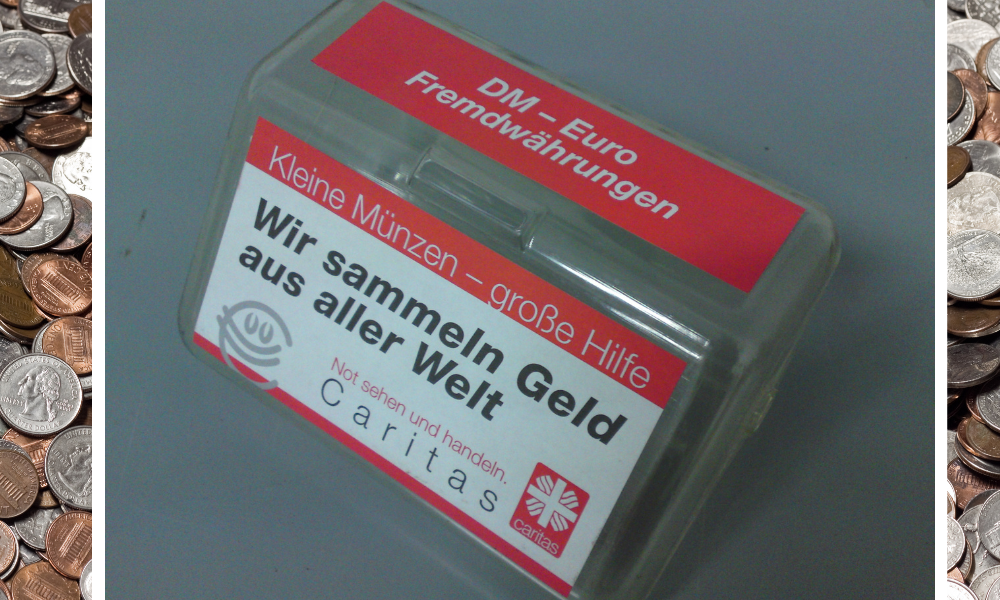 DM – Euro
Fremdwährungen
Kleine Münzen – große Hilfe
Wir sammeln Geld
aus aller Welt
Not sehen und handeln.
Caritas
caritas